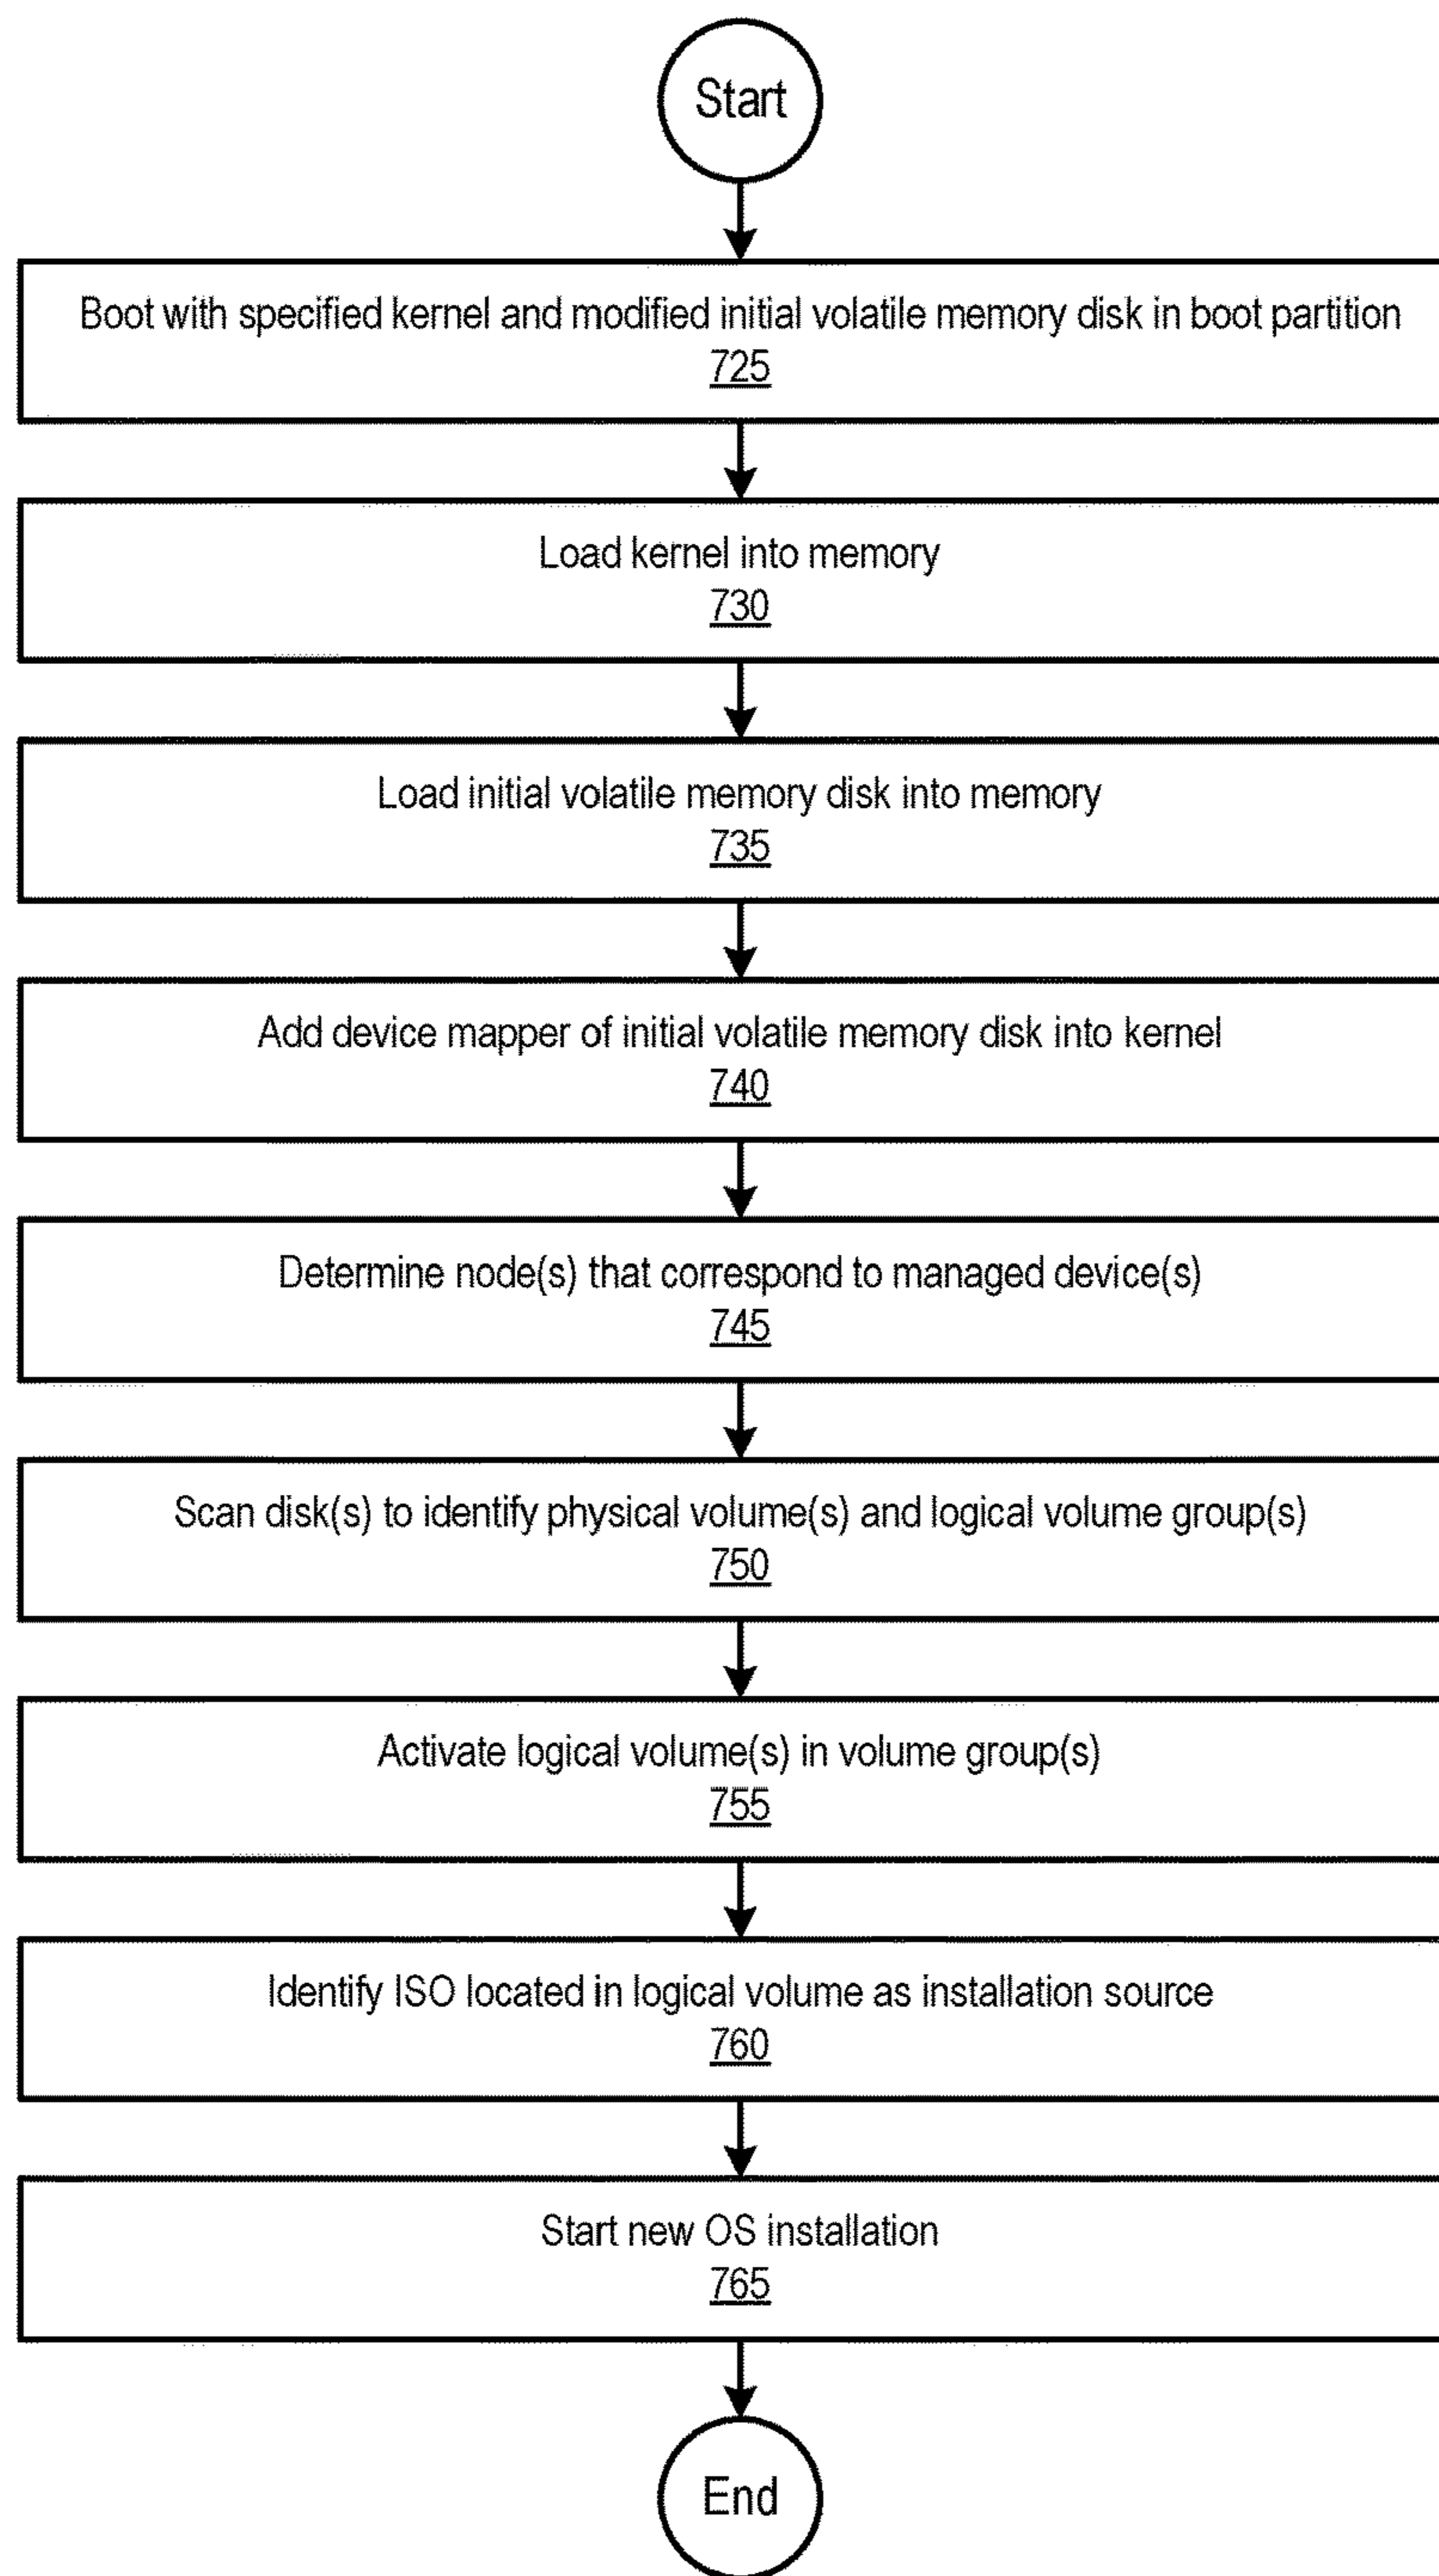 Start
Boot with specified kernel and modified initial volatile memory disk in boot partition
725
Load kernel into memory
730
Load initial volatile memory disk into memory
735
Add device mapper of initial volatile memory disk into kernel
740
Determine node(s) that correspond to managed device(s)
745
Scan disk(s) to identify physical volume(s) and logical volume group(s)
750
Activate logical volume(s) in volume group(s)
755
Identify ISO located in logical volume as installation source
760
Start new OS installation
765
End